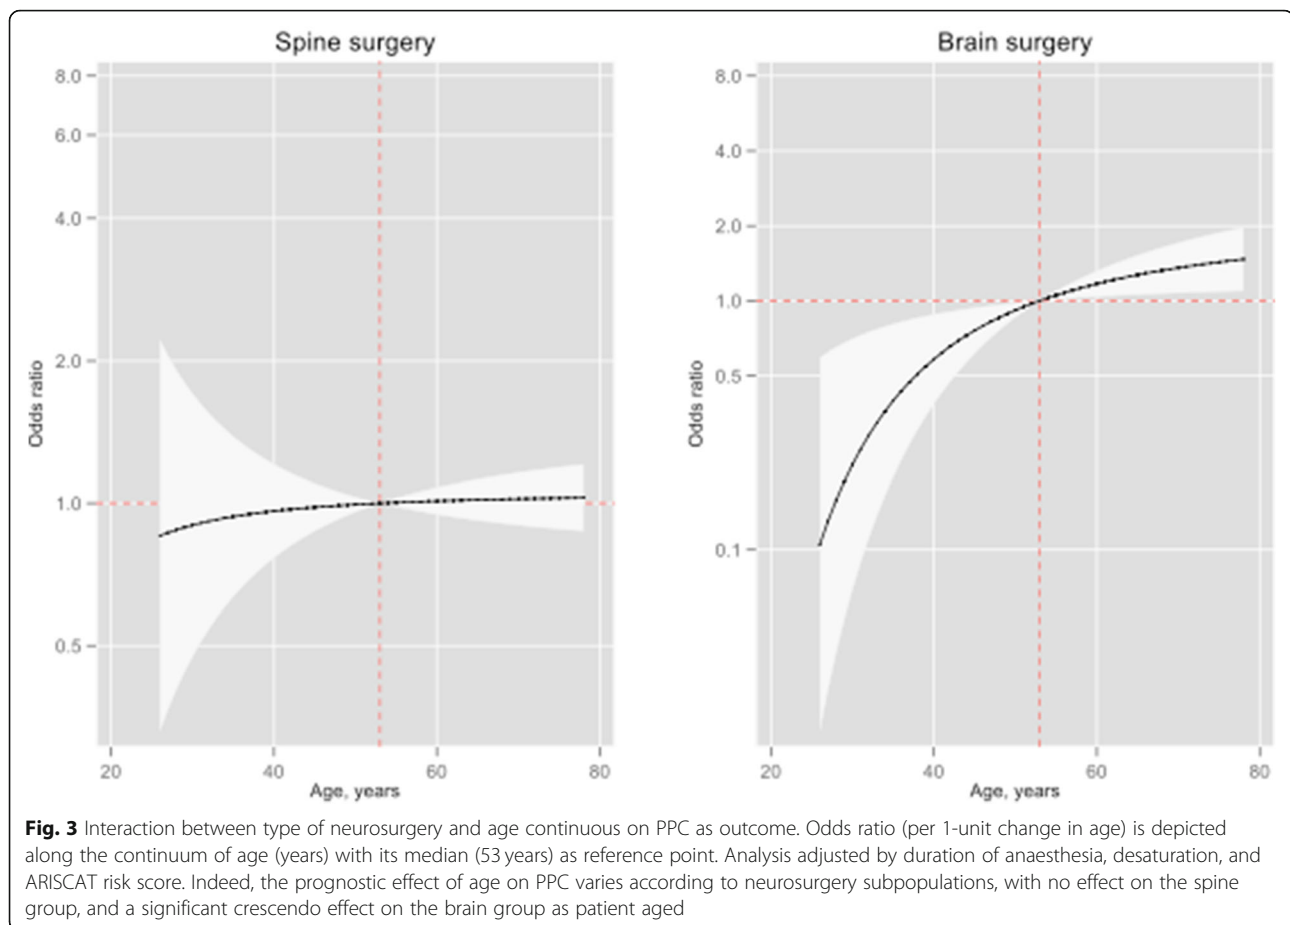 Spine surgery
8.0
6.0
4.0
2.0
1.0
0.5
Odds ratio
20 40 60 80
Age, years
Brain surgery
8.0
4.0
2.0
1.0
0.5
0.1
Odds ratio
20 40 60 80
Age, years
Fig. 3 Interaction between type of neurosurgery and age continuous on PPC as outcome. Odds ratio (per 1-unit change in age) is depicted
along the continuum of age (years) with its median (53 years) as reference point. Analysis adjusted by duration of anaesthesia, desaturation, and
ARISCAT risk score. Indeed, the prognostic effect of age on PPC varies according to neurosurgery subpopulations, with no effect on the spine
group, and a significant crescendo effect on the brain group as patient aged